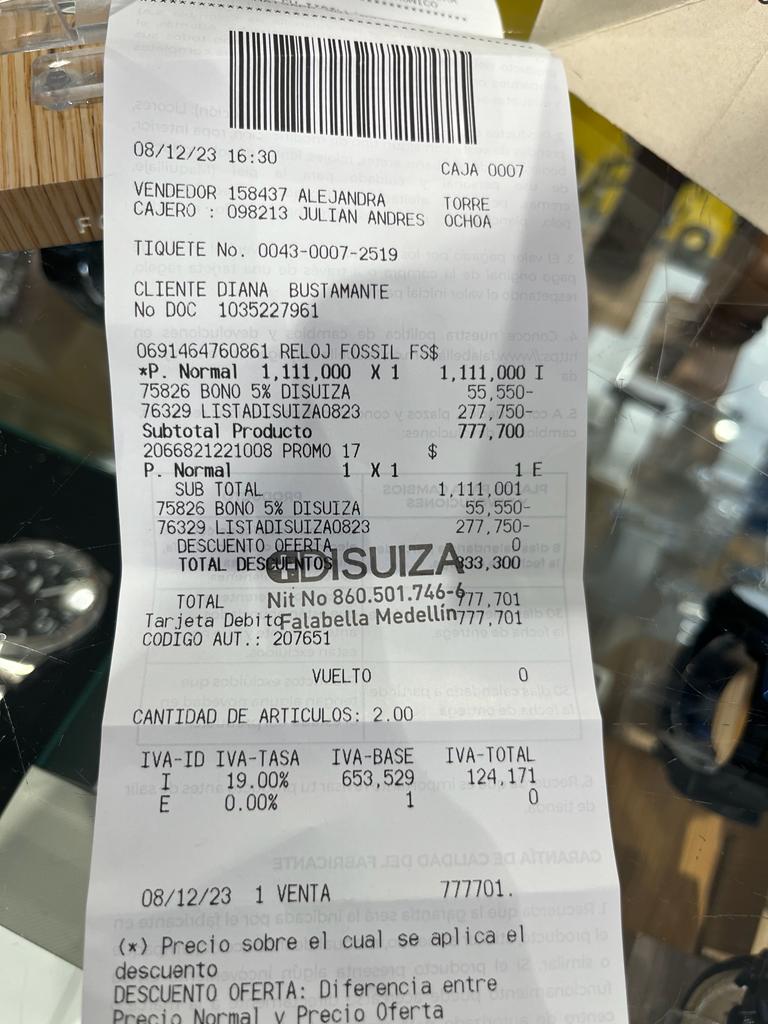 08/12/23 16:30
CAJA 0007
VENDEDOR 158437 ALEJANDRA TORRE
CAJERO : 098213 JULIAN ANDRES OCHOA
TIQUETE No. 0043-0007-2519
CLIENTE DIANA BUSTAMANTE
No DOC 1035227961
0691464760861 RELOJ FOSSIL FS$
*P. Normal 1,111,000 X 1 1,111,000 I
75826 BONO 5% DISUIZA 55,550-
76329 LISTADISUIZA0823 277,750-
Subtotal Producto 777,700
2066821221008 PROMO 17 $
P. Normal 1 X 1 1 E
SUB TOTAL 1,111,001
75826 BONO 5% DISUIZA 55,550-
76329 LISTADISUIZA0823 277,750-
DESCUENTO OFERTA 0
TOTAL DESCUENTOS 333,300
DISUIZA
Nit No 860.501.746-6
TOTAL 777,701
Falabella Medellín
Tarjeta Debito 777,701
CODIGO AUT.: 207651
VUELTO 0
CANTIDAD DE ARTICULOS: 2.00
IVA-ID IVA-TASA IVA-BASE IVA-TOTAL
I 19.00% 653,529 124,171
E 0.00% 1 0
08/12/23 1 VENTA 777701.
(*) Precio sobre el cual se aplica el
descuento
DESCUENTO OFERTA: Diferencia entre
Precio Normal y Precio Oferta